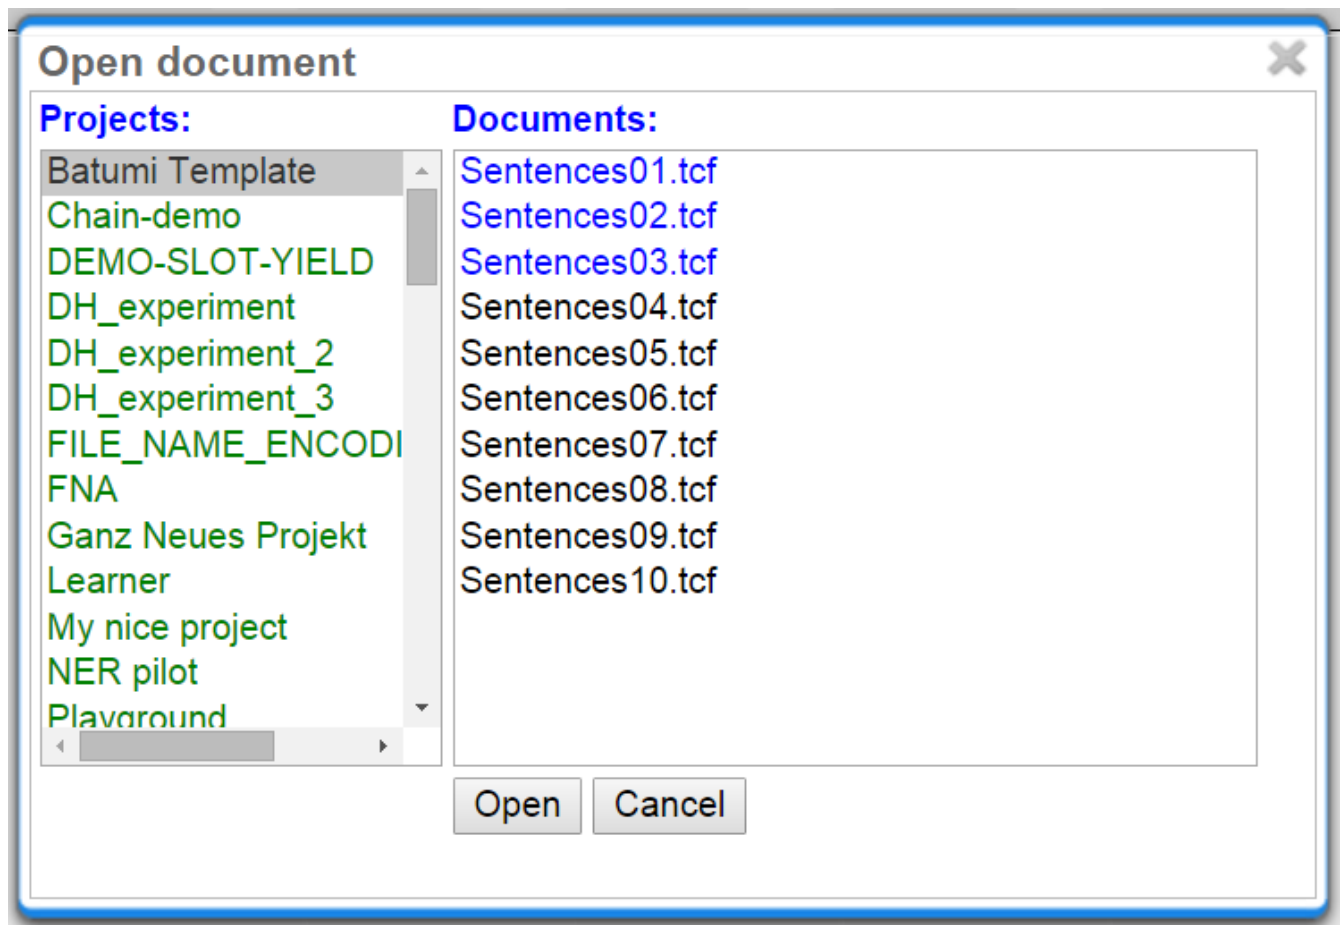 Open document
Projects:
Batumi Template
Chain-demo
DEMO-SLOT-YIELD
DH_experiment
DH_experiment_2
DH_experiment_3
FILE_NAME_ENCODI
FNA
Ganz Neues Projekt
Learner
My nice project
NER pilot
Playground
Documents:
Sentences01.tcf
Sentences02.tcf
Sentences03.tcf
Sentences04.tcf
Sentences05.tcf
Sentences06.tcf
Sentences07.tcf
Sentences08.tcf
Sentences09.tcf
Sentences10.tcf
Open
Cancel